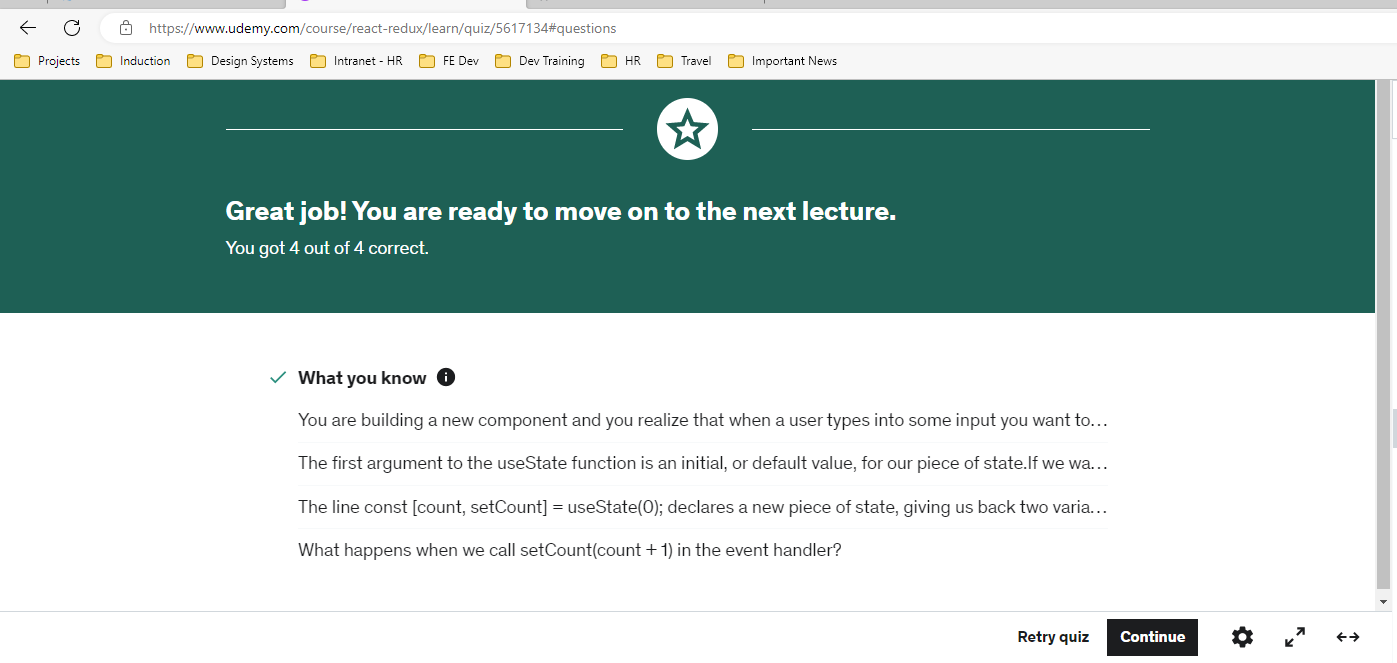 https://www.udemy.com/course/react-redux/learn/quiz/5617134#questions
Projects Induction Design Systems Intranet - HR FE Dev Dev Training HR Travel Important News
Great job! You are ready to move on to the next lecture.
You got 4 out of 4 correct.
What you know
You are building a new component and you realize that when a user types into some input you want to…
The first argument to the useState function is an initial, or default value, for our piece of state.If we wa…
The line const [count, setCount] = useState(0); declares a new piece of state, giving us back two varia…
What happens when we call setCount(count + 1) in the event handler?
Retry quiz Continue